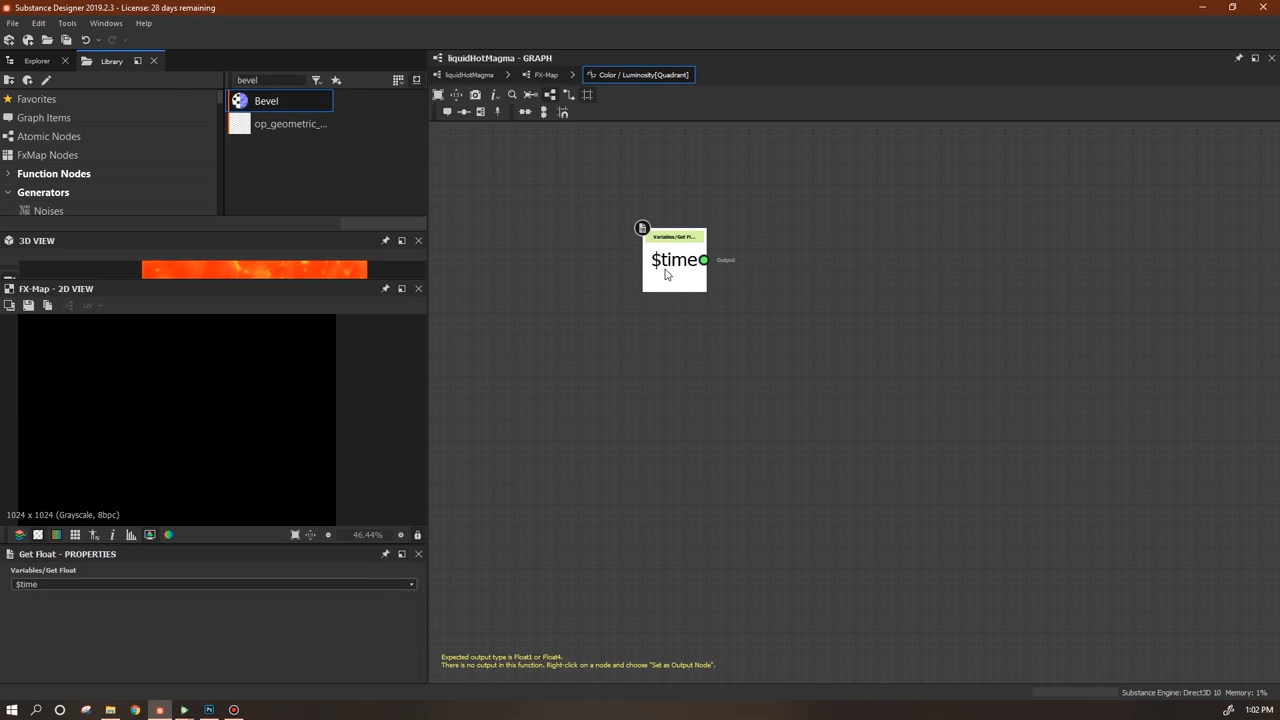 Substance Designer 2019.2.3 - License: 28 days remaining
File Edit Tools Windows Help
Explorer Library
bevel
Favorites
Graph Items
Atomic Nodes
FxMap Nodes
Function Nodes
Generators
Noises
Bevel
op_geometric_...
3D VIEW
FX-Map - 2D VIEW
UV
1024 x 1024 (Grayscale, 8bpc)
46.44%
Get Float - PROPERTIES
Variables/Get Float
$time
liquidHotMagma - GRAPH
liquidHotMagma FX-Map Color / Luminosity[Quadrant]
Variables/Get Fl...
$time
Output
Expected output type is Float1 or Float4.
There is no output in this function. Right-click on a node and choose "Set as Output Node".
Substance Engine: Direct3D 10 Memory: 1%
1:02 PM